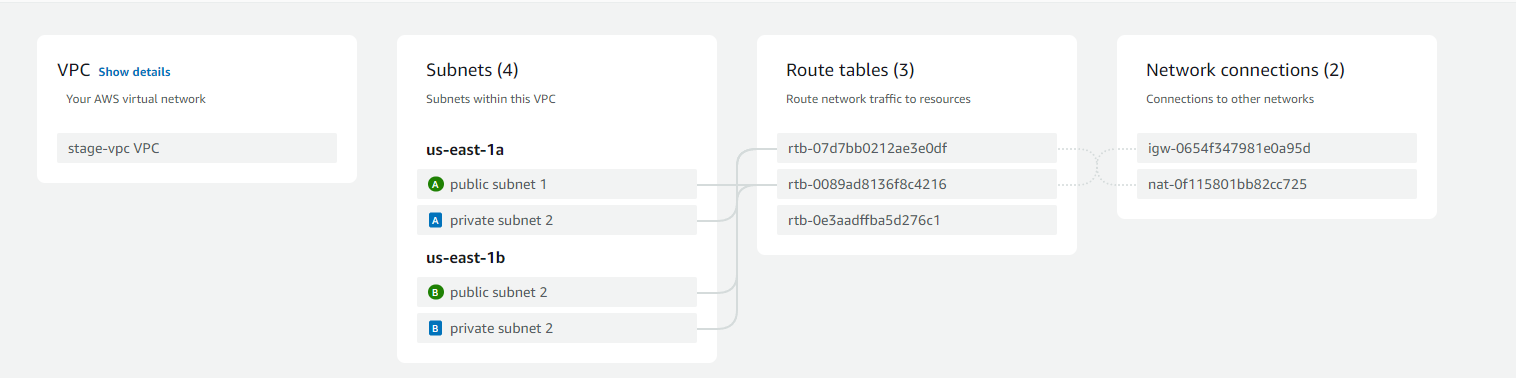 VPC Show details
Your AWS virtual network
stage-vpc VPC
Subnets (4)
Subnets within this VPC
us-east-1a
A public subnet 1
A private subnet 2
us-east-1b
B public subnet 2
B private subnet 2
Route tables (3)
Route network traffic to resources
rtb-07d7bb0212ae3e0df
rtb-0089ad8136f8c4216
rtb-0e3aadffba5d276c1
Network connections (2)
Connections to other networks
igw-0654f347981e0a95d
nat-0f115801bb82cc725